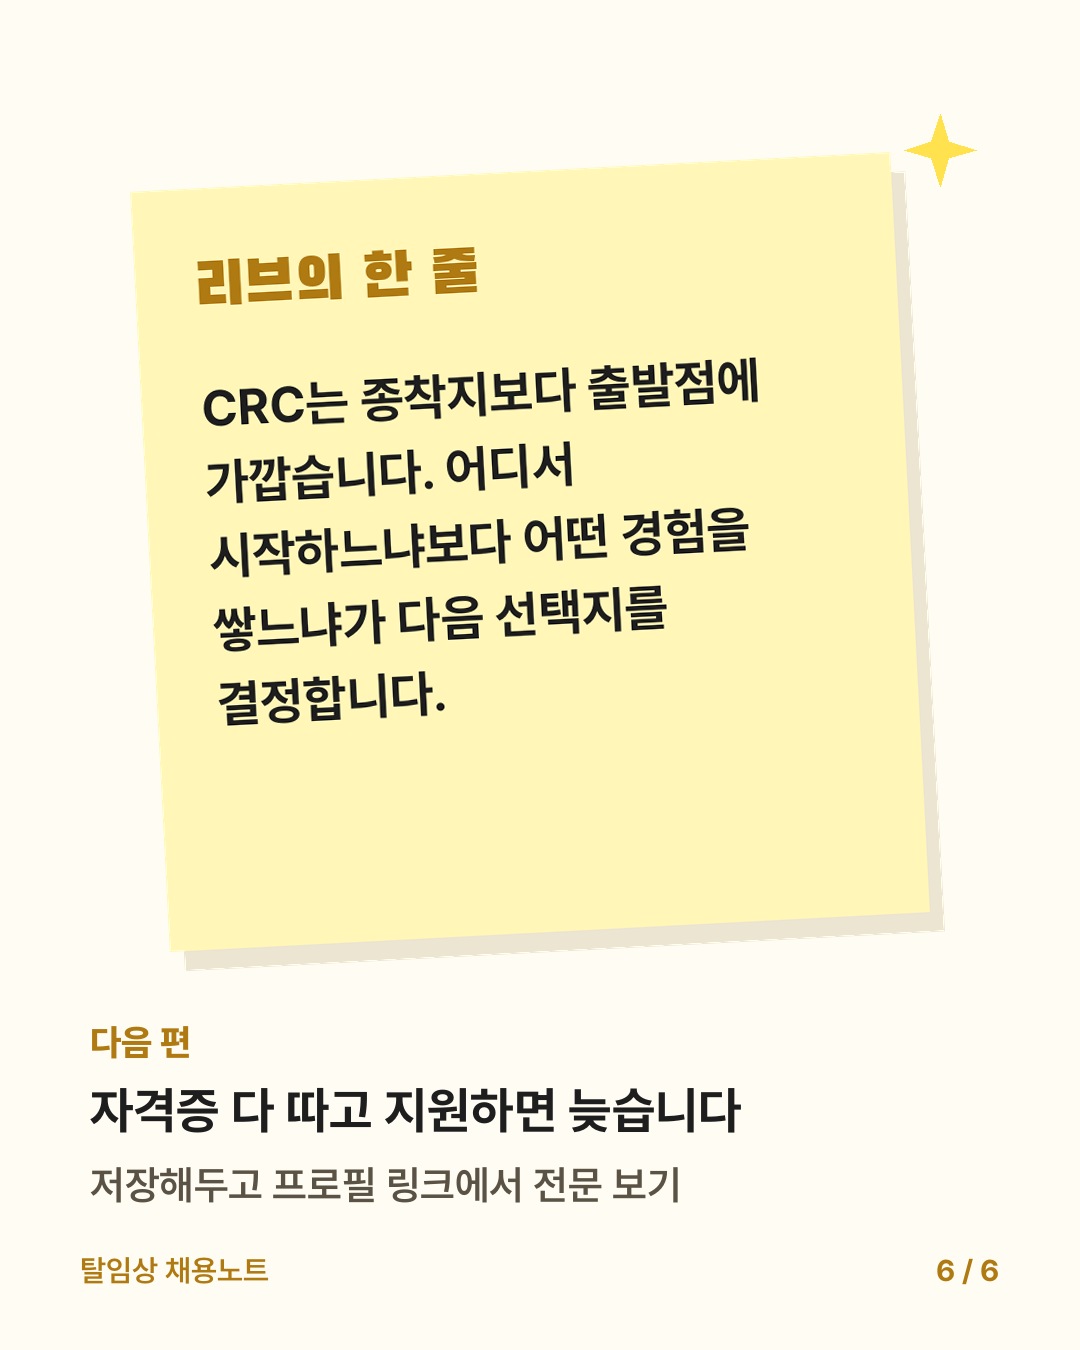 리브의 한 줄
CRC는 종착지보다 출발점에
가깝습니다. 어디서
시작하느냐보다 어떤 경험을
쌓느냐가 다음 선택지를
결정합니다.
다음 편
자격증 다 따고 지원하면 늦습니다
저장해두고 프로필 링크에서 전문 보기
탈임상 채용노트
6 / 6